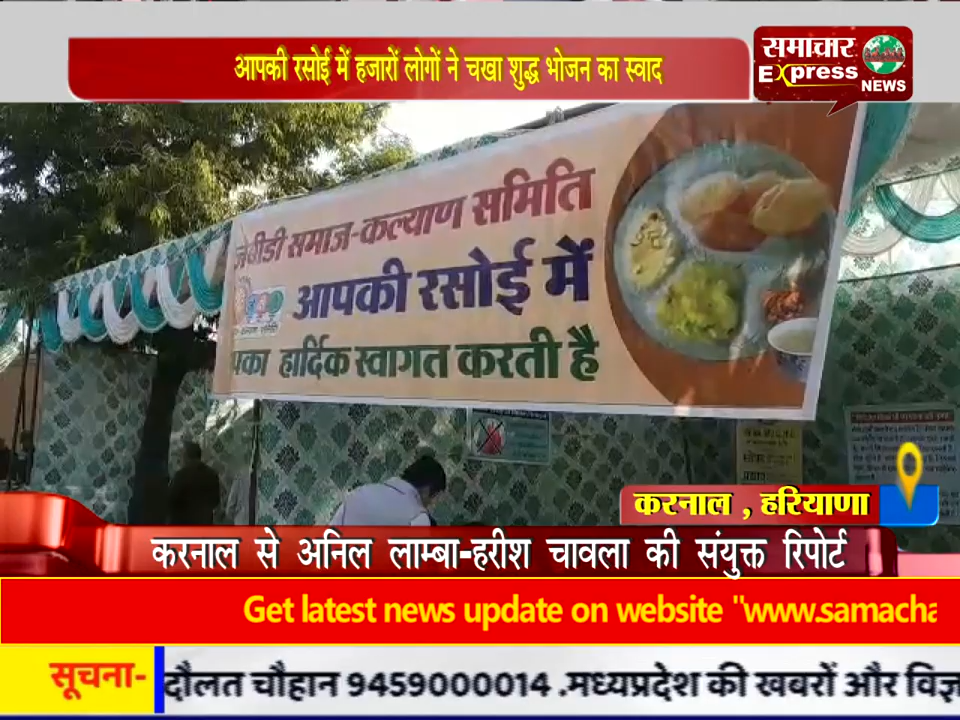 आपकी रसोई में हजारों लोगों ने चखा शुद्ध भोजन का स्वाद
समाचार
Express
NEWS
जेबीडी समाज-कल्याण समिति
आपकी रसोई में
पका हार्दिक स्वागत करती है
करनाल , हरियाणा
करनाल से अनिल लाम्बा-हरीश चावला की संयुक्त रिपोर्ट
Get latest news update on website "www.samacha
सूचना- दौलत चौहान 9459000014 .मध्यप्रदेश की खबरों और विज्ञ